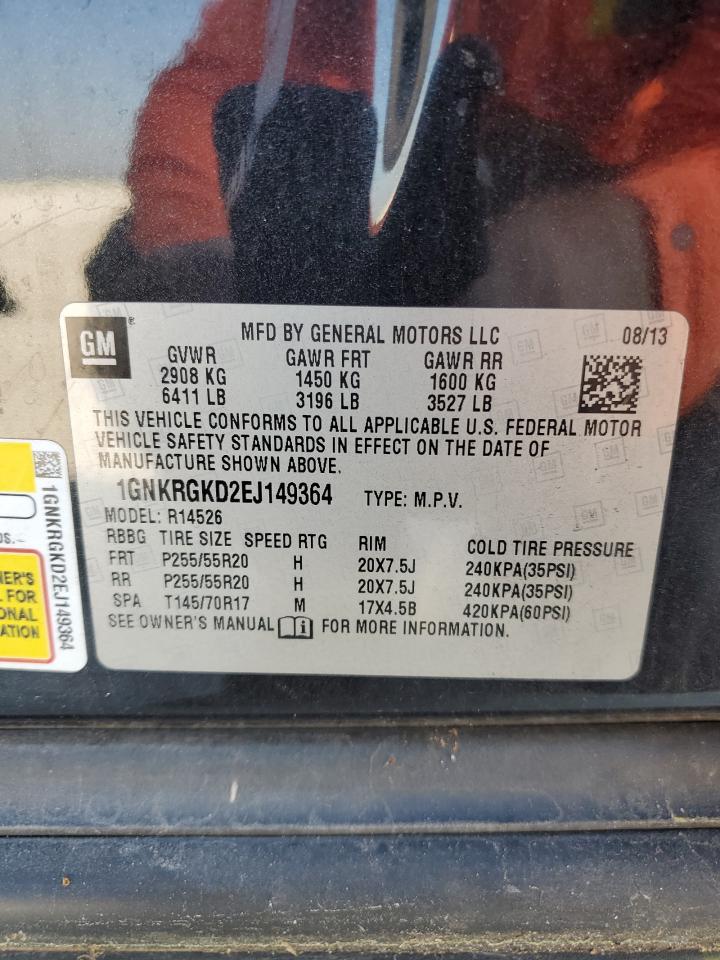 GM
MFD BY GENERAL MOTORS LLC 08/13
GVWR GAWR FRT GAWR RR
2908 KG 1450 KG 1600 KG
6411 LB 3196 LB 3527 LB
THIS VEHICLE CONFORMS TO ALL APPLICABLE U.S. FEDERAL MOTOR
VEHICLE SAFETY STANDARDS IN EFFECT ON THE DATE OF
MANUFACTURE SHOWN ABOVE.
1GNKRGKD2EJ149364 TYPE: M.P.V.
MODEL: R14526
RBBG TIRE SIZE SPEED RTG RIM COLD TIRE PRESSURE
FRT P255/55R20 H 20X7.5J 240KPA(35PSI)
RR P255/55R20 H 20X7.5J 240KPA(35PSI)
SPA T145/70R17 M 17X4.5B 420KPA(60PSI)
SEE OWNER'S MANUAL FOR MORE INFORMATION.
1GNKRGKD2EJ149364
NER'S
FOR
ONAL
ATION